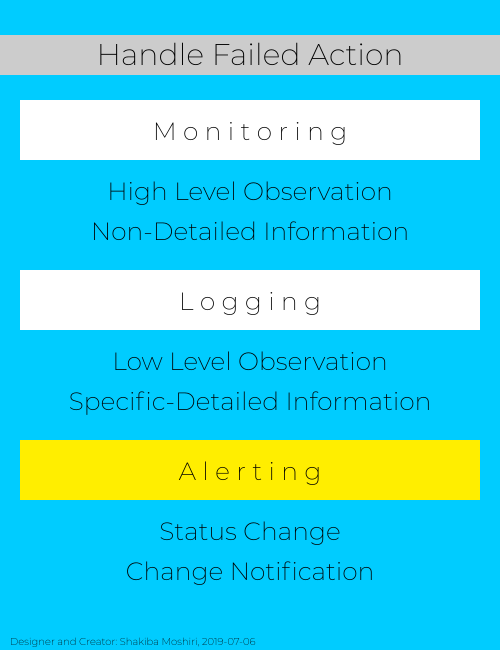 Handle Failed Action
Monitoring
High Level Observation
Non-Detailed Information
Logging
Low Level Observation
Specific-Detailed Information
Alerting
Status Change
Change Notification
Designer and Creator: Shakiba Moshiri, 2019-07-06